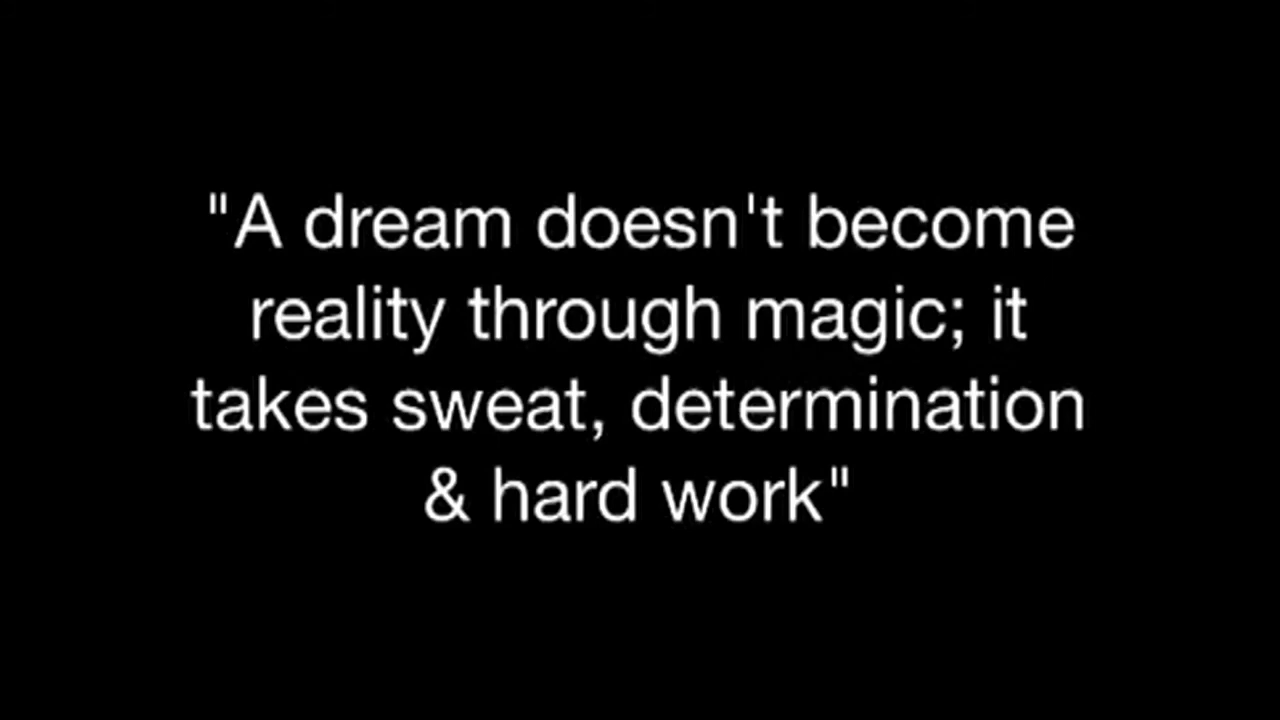 "A dream doesn't become
reality through magic; it
takes sweat, determination
& hard work"